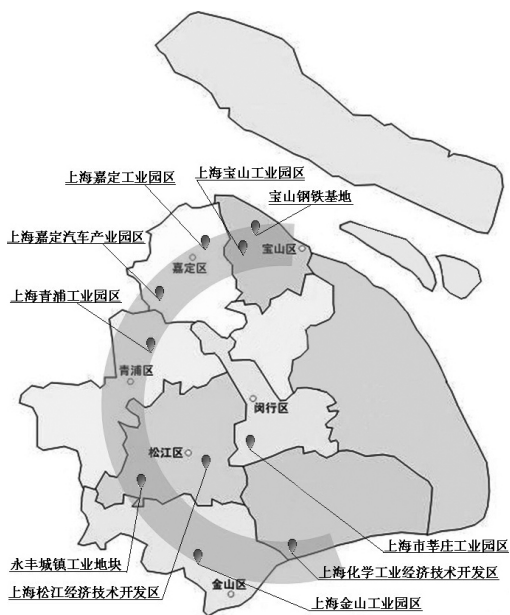 上海宝山工业园区
上海嘉定工业园区
宝山钢铁基地
上海嘉定汽车产业园区
宝山区
嘉定区
上海青浦工业园区
青浦区
闵行区
松江区
上海市莘庄工业园区
永丰城镇工业地块
上海化学工业经济技术开发区
上海松江经济技术开发区
金山区
上海金山工业园区